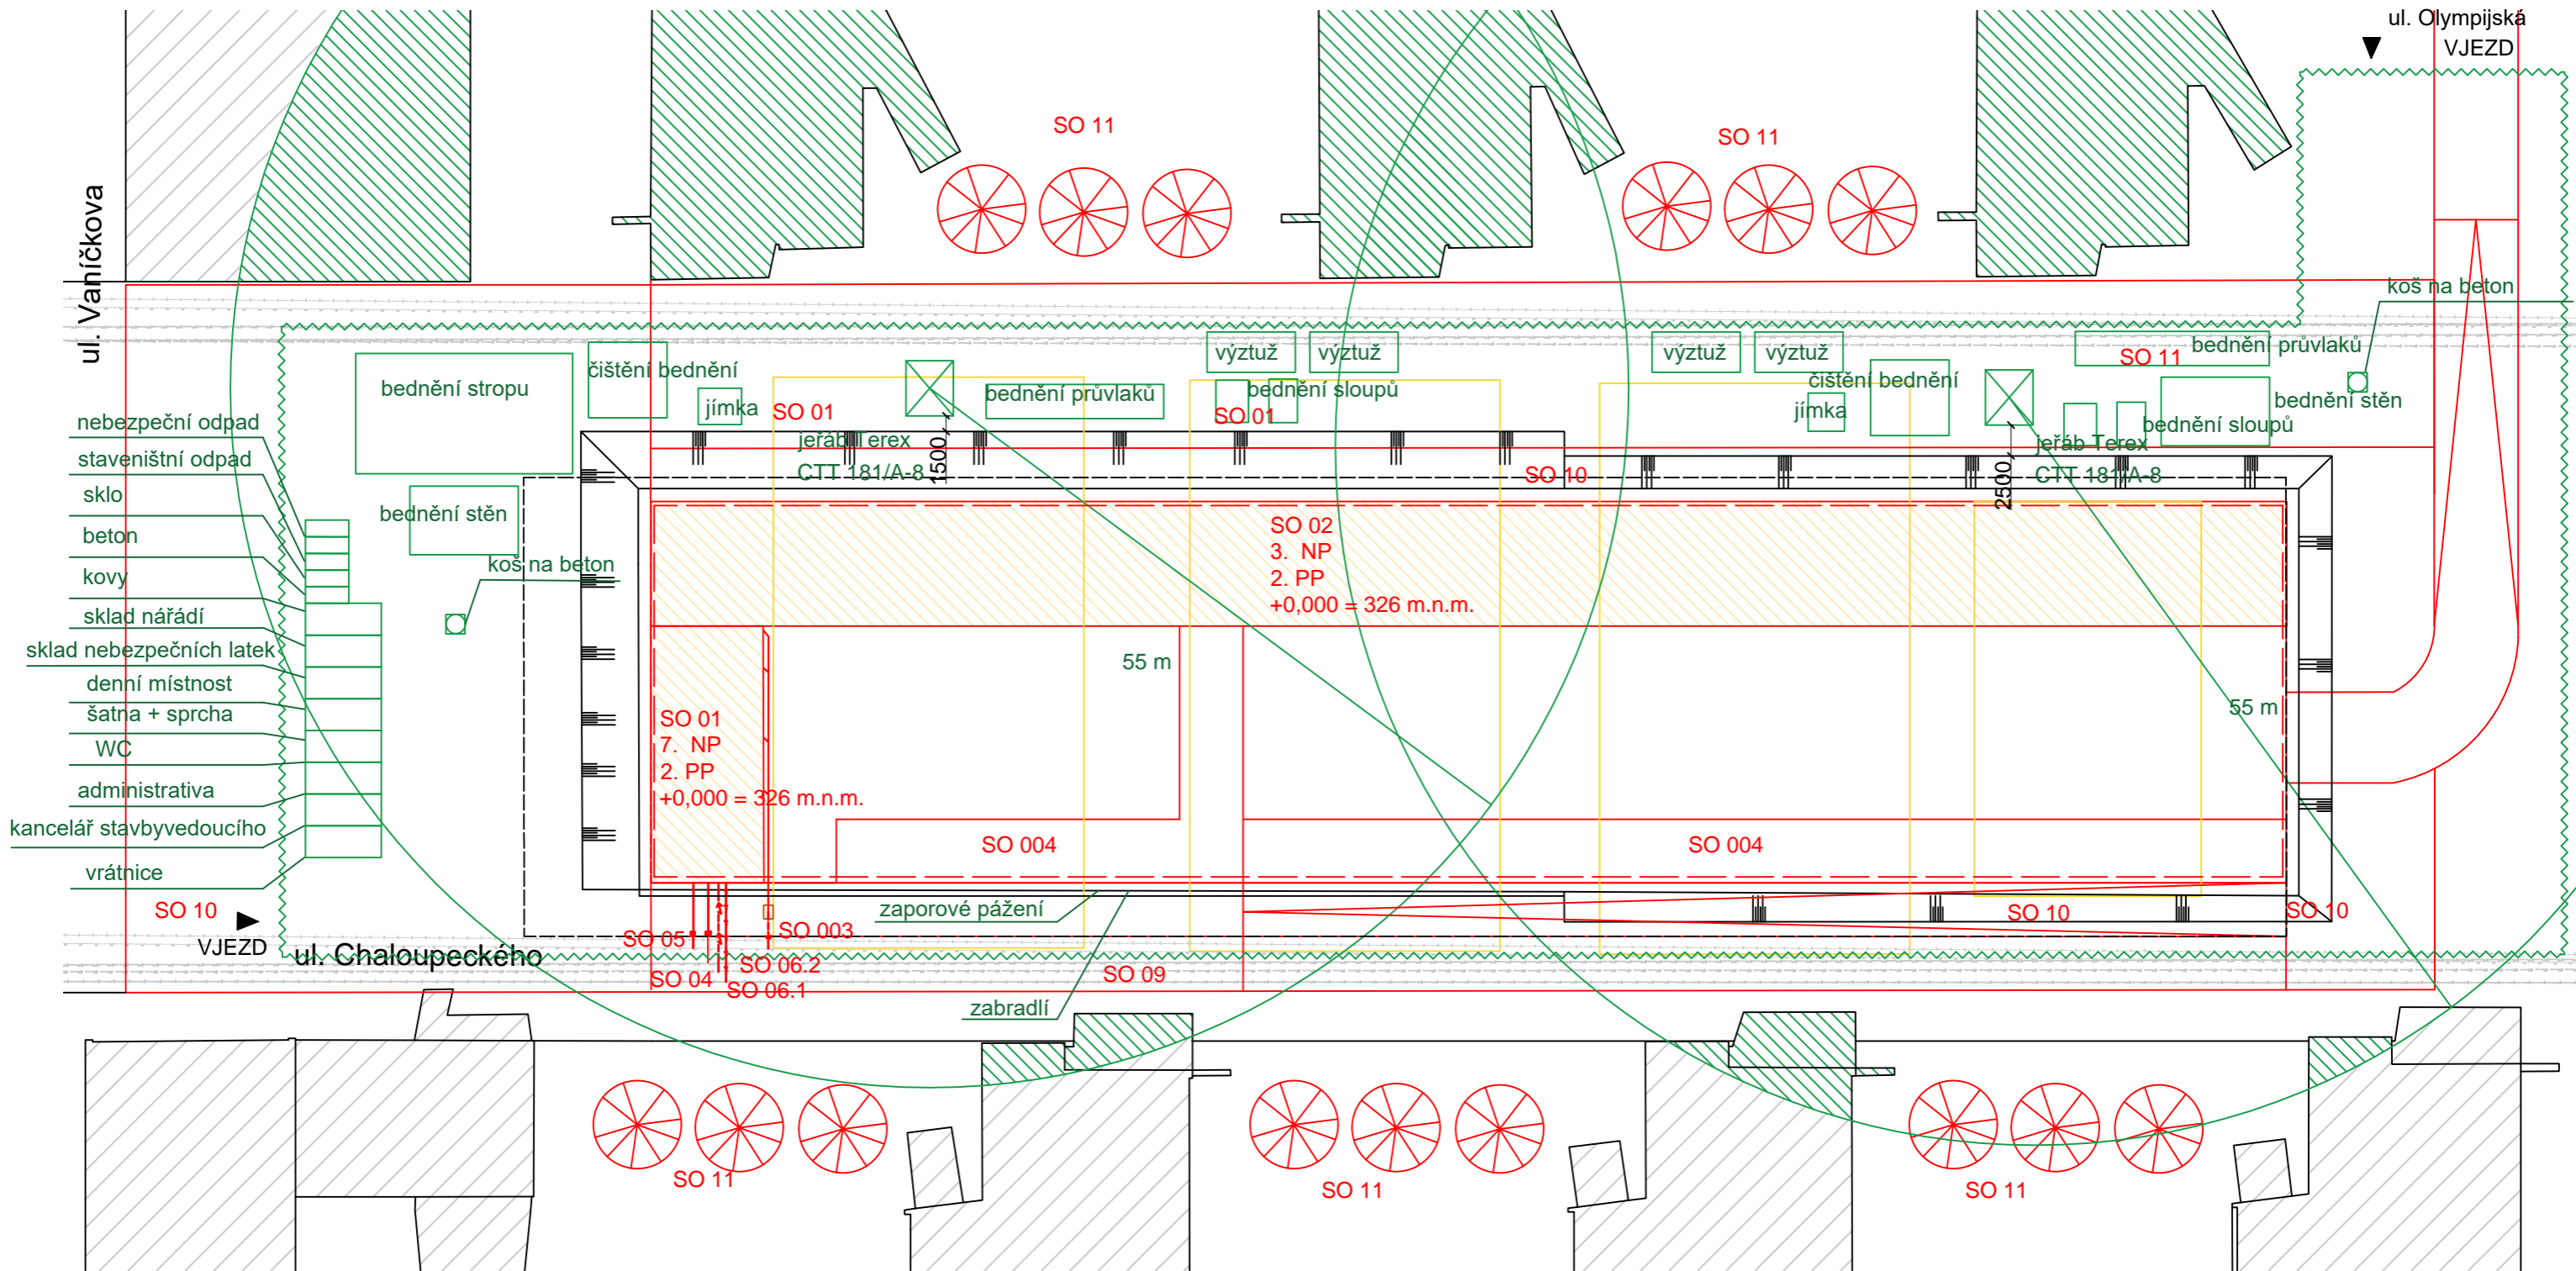 ul. Olympijská
VJEZD
SO 11
SO 11
ul. Vaníčkova
koš na beton
výztuž
výztuž
výztuž
výztuž
bednění průvlaků
SO 11
čištění bednění
bednění stropu
bednění průvlaků
bednění sloupů
čištění bednění
bednění stěn
jímka
SO 01
SO 01
jímka
bednění sloupů
nebezpeční odpad
jeřáb Terex
CTT 181/A-8
1500
jeřáb Terex
CTT 181/A-8
2500
staveništní odpad
SO 10
sklo
bednění stěn
beton
koš na beton
SO 02
3. NP
2. PP
+0,000 = 326 m.n.m.
kovy
sklad nářádí
sklad nebezpečních latek
55 m
denní místnost
55 m
šatna + sprcha
SO 01
7. NP
2. PP
+0,000 = 326 m.n.m.
WC
administrativa
kancelář stavbyvedoucího
SO 004
SO 004
vrátnice
SO 10
zaporové pážení
SO 10
SO 10
VJEZD
ul. Chaloupeckého
SO 05
SO 003
SO 04
SO 06.2
SO 06.1
SO 09
zabradlí
SO 11
SO 11
SO 11